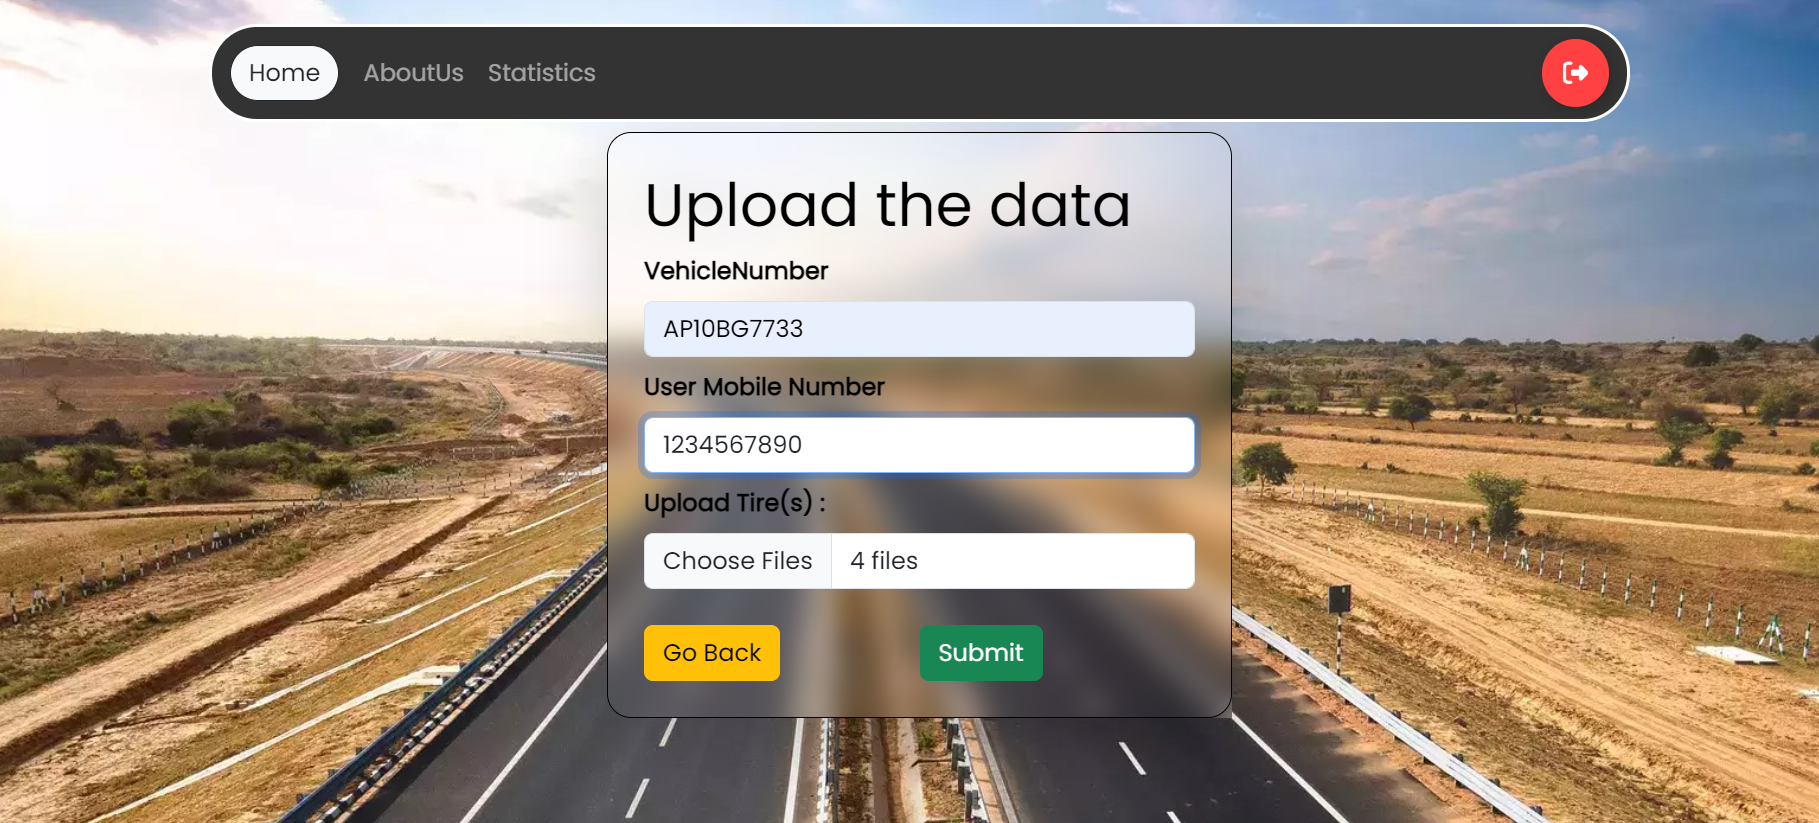 Home AboutUs Statistics
Upload the data
VehicleNumber
AP10BG7733
User Mobile Number
1234567890
Upload Tire(s) :
Choose Files 4 files
Go Back Submit